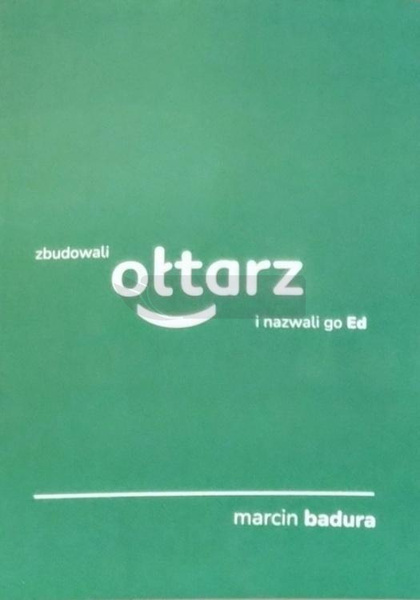 zbudowali
ołtarz
i nazwali go Ed
marcin badura